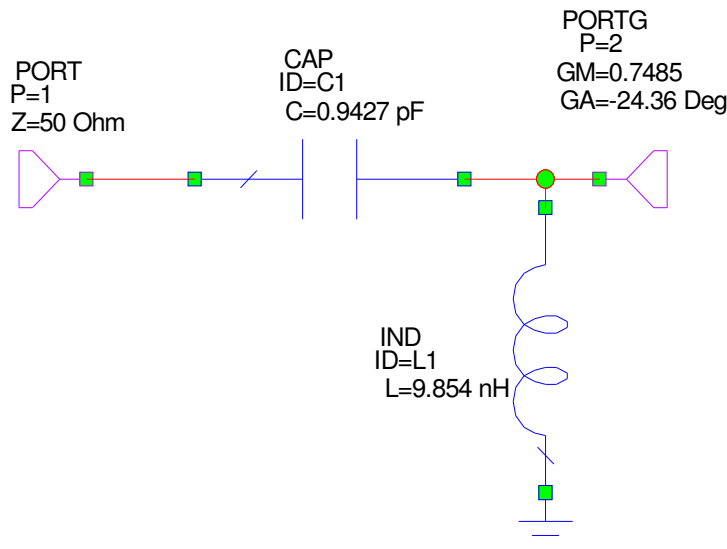 PORT
P=1
Z=50 Ohm
CAP
ID=C1
C=0.9427 pF
PORTG
P=2
GM=0.7485
GA=-24.36 Deg
IND
ID=L1
L=9.854 nH